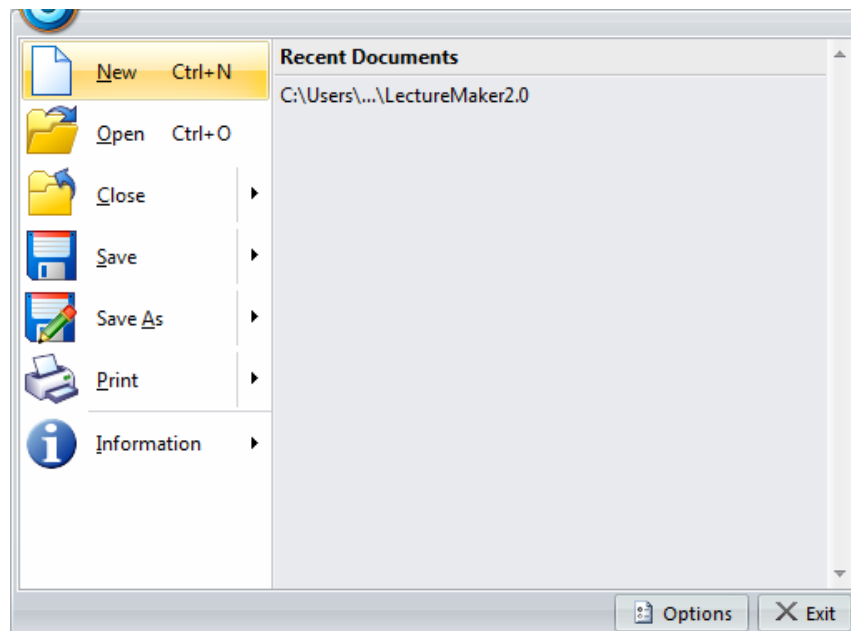 New Ctrl+N
Open Ctrl+O
Close
Save
Save As
Print
Information
Recent Documents
C:\Users\...\LectureMaker2.0
Options
Exit